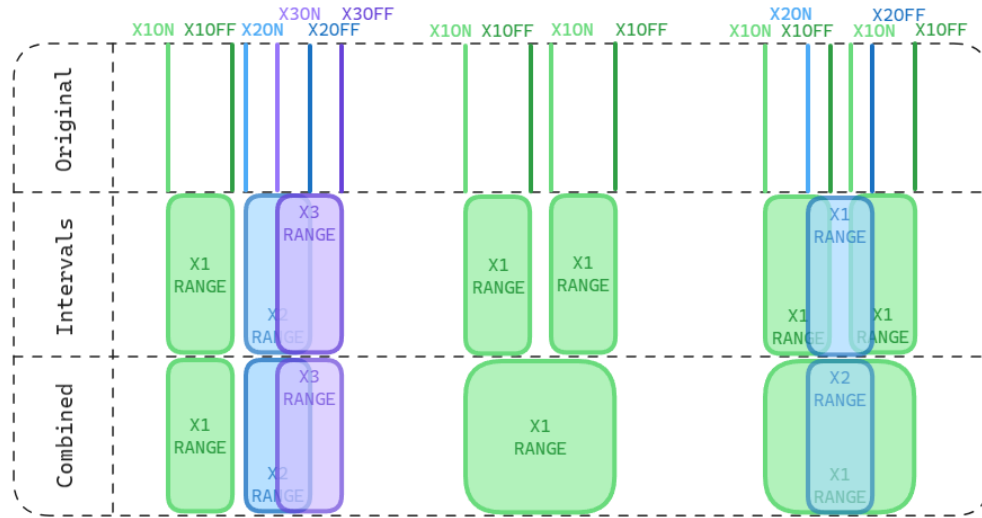 X3ON X3OFF
X1ON X1OFF X2ON X2OFF
X1ON X1OFF X1ON X1OFF
X2ON X2OFF
X1ON X1OFF X1ON X1OFF
Original
Intervals
X1
RANGE
X2
RANGE
X3
RANGE
X1
RANGE
X1
RANGE
X1
RANGE
X1
RANGE
X1
RANGE
Combined
X1
RANGE
X2
RANGE
X3
RANGE
X1
RANGE
X2
RANGE
X1
RANGE